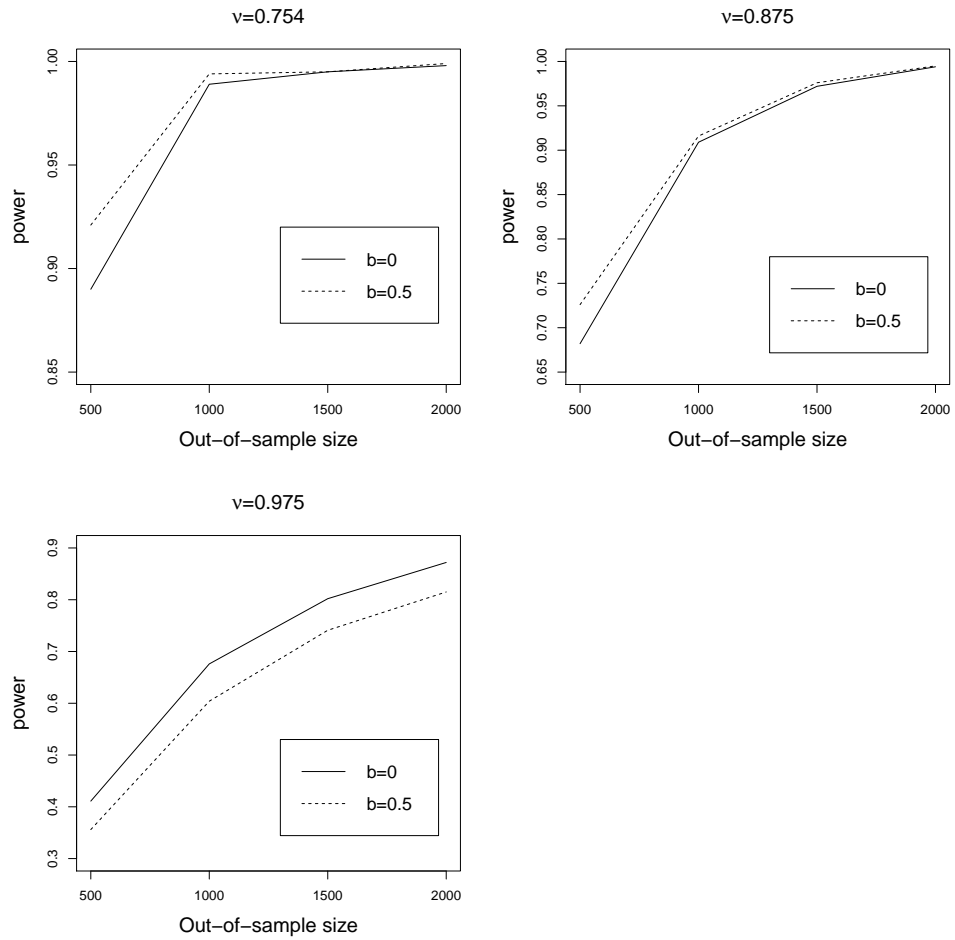 ν=0.754
power
1.00
0.95
0.90
0.85
b=0
b=0.5
500 1000 1500 2000
Out−of−sample size
ν=0.875
power
1.00
0.95
0.90
0.85
0.80
0.75
0.70
0.65
b=0
b=0.5
500 1000 1500 2000
Out−of−sample size
ν=0.975
power
0.9
0.8
0.7
0.6
0.5
0.4
0.3
b=0
b=0.5
500 1000 1500 2000
Out−of−sample size